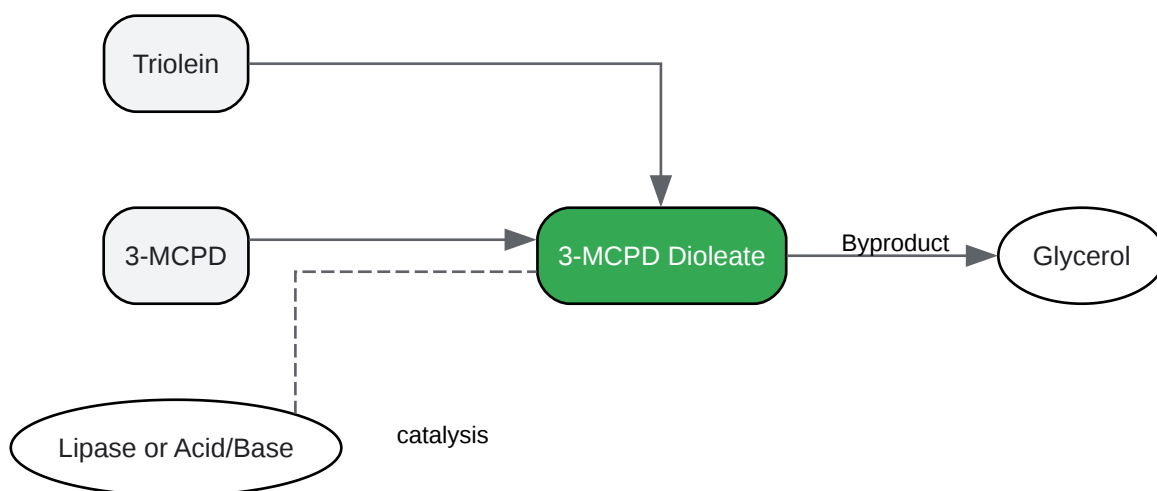 Triolein
3-MCPD
3-MCPD Dioleate
Byproduct
Glycerol
Lipase or Acid/Base
catalysis